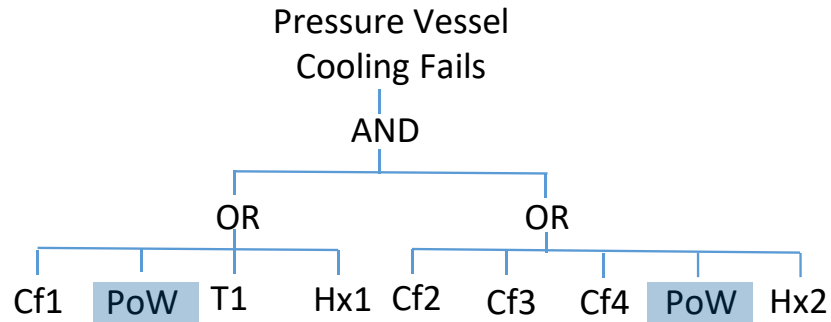 Pressure Vessel
Cooling Fails
AND
OR OR
Cf1 PoW T1 Hx1 Cf2 Cf3 Cf4 PoW Hx2